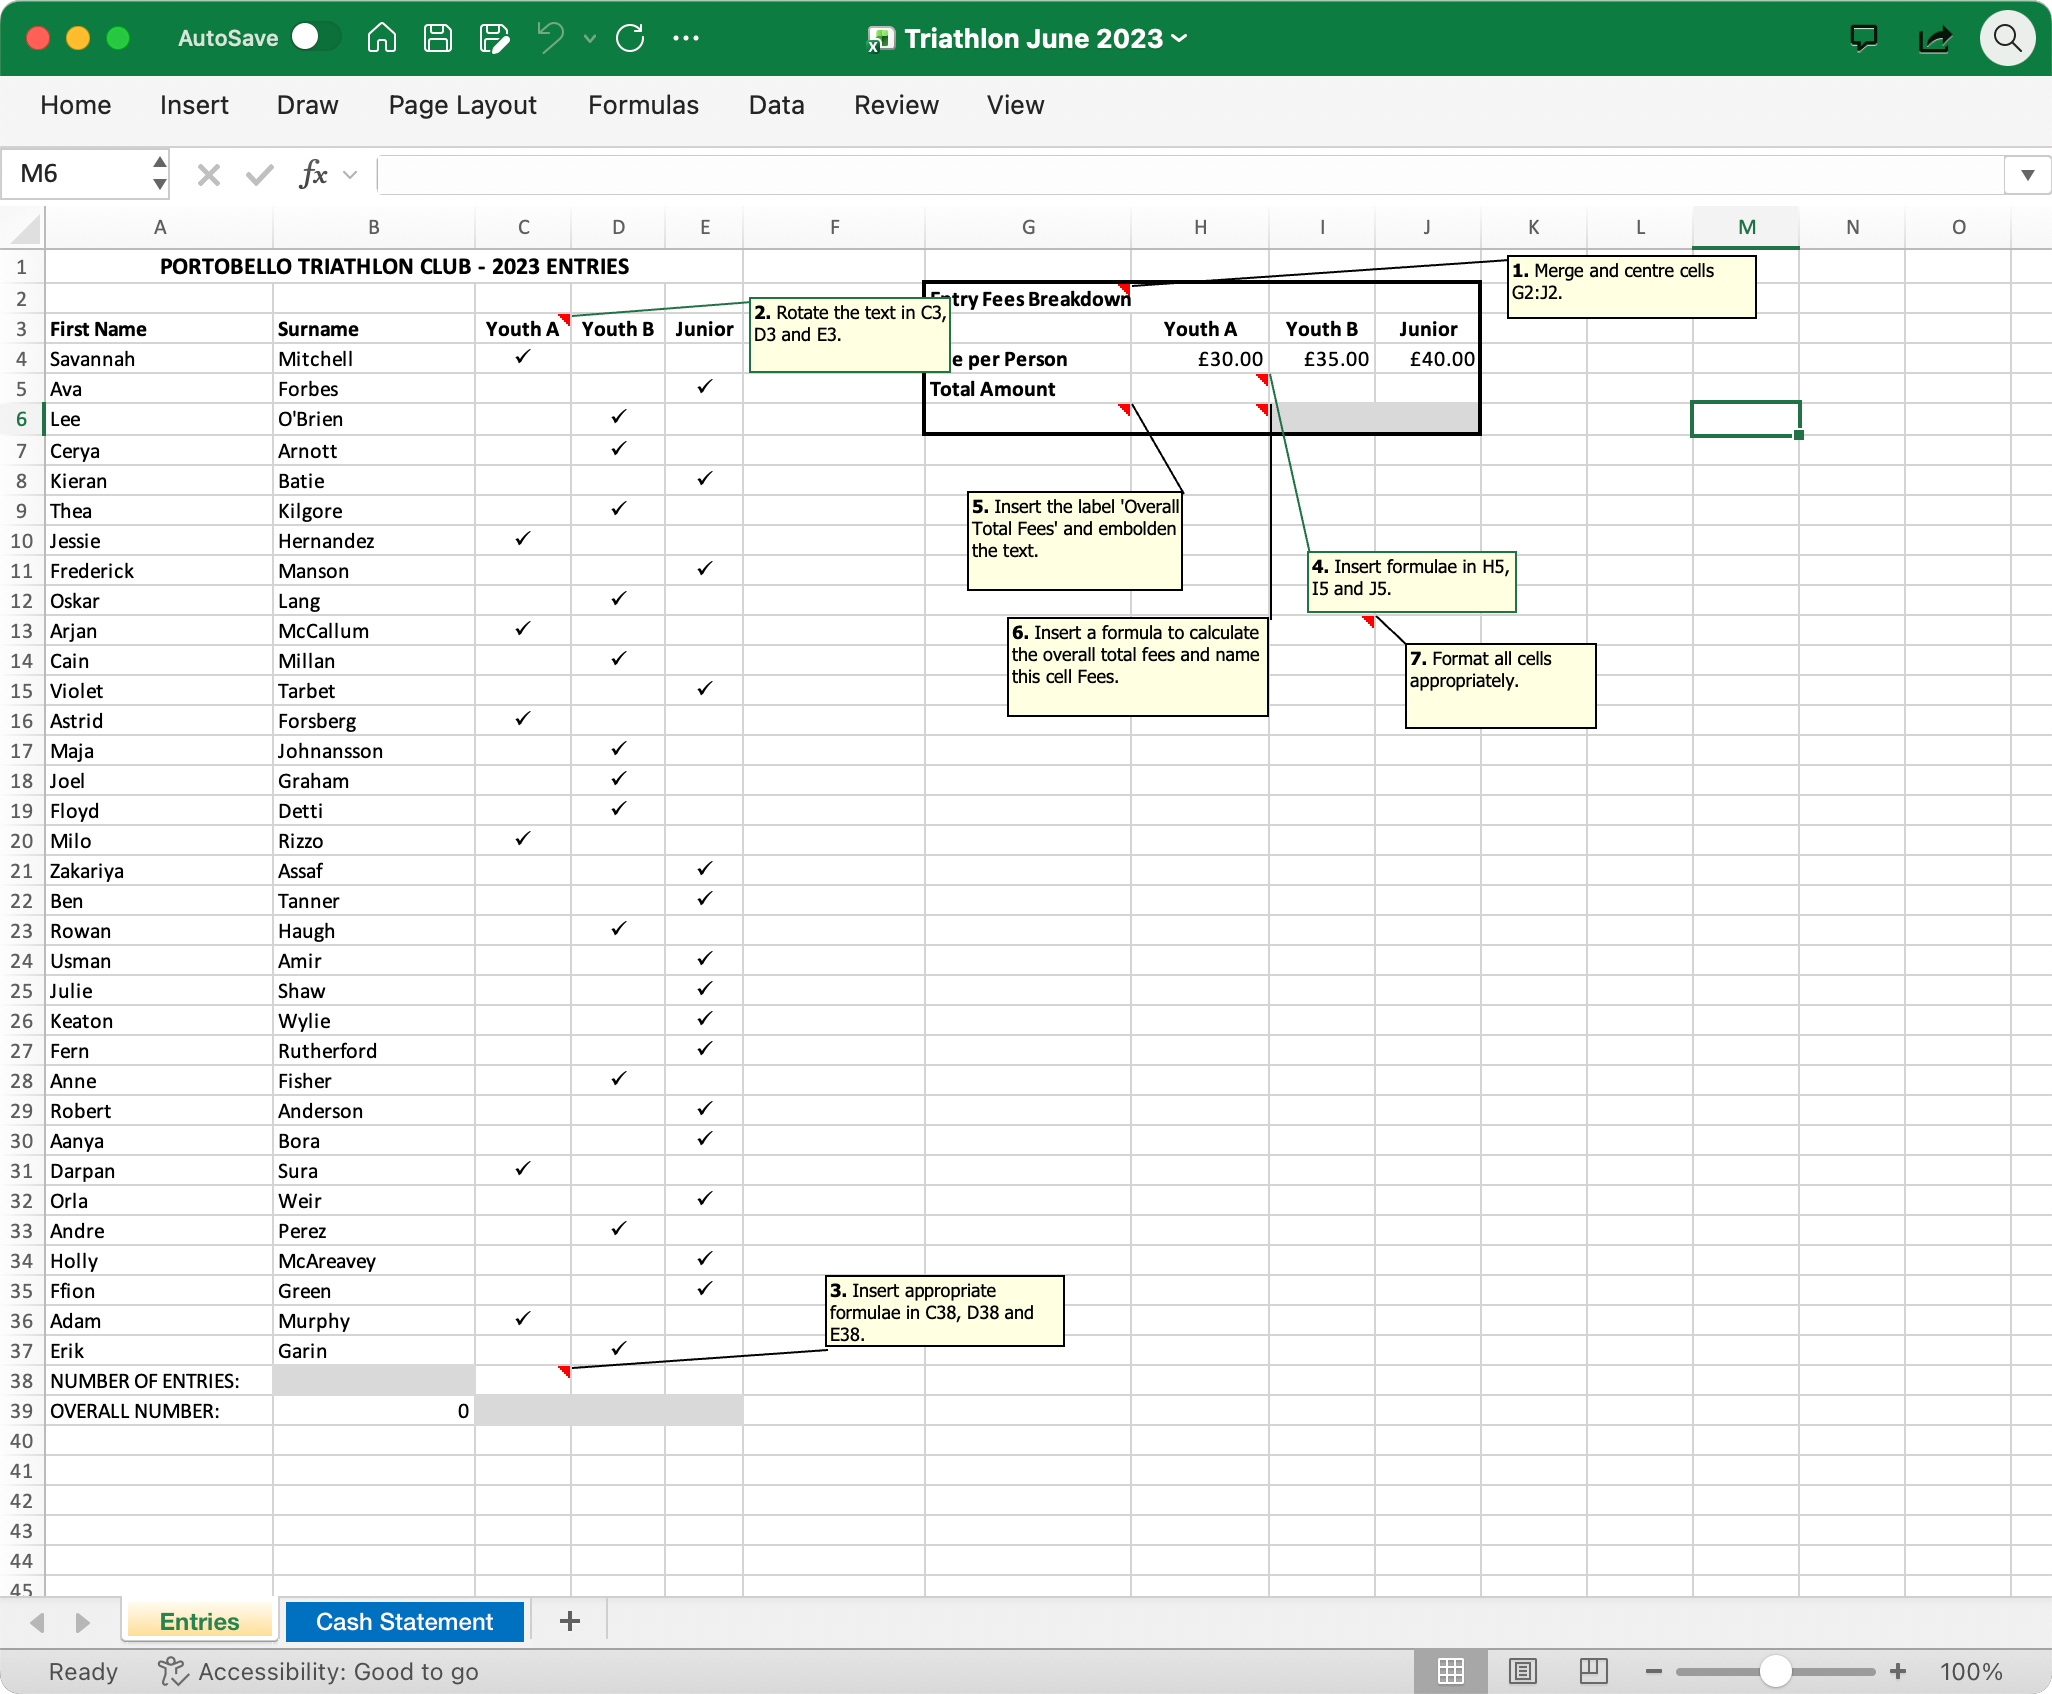 AutoSave
Triathlon June 2023
Home Insert Draw Page Layout Formulas Data Review View
M6 fx
A B C D E F G H I J K L M N O
1 PORTOBELLO TRIATHLON CLUB - 2023 ENTRIES
2 Entry Fees Breakdown
3 First Name Surname Youth A Youth B Junior Youth A Youth B Junior
4 Savannah Mitchell ✓ e per Person £30.00 £35.00 £40.00
5 Ava Forbes ✓ Total Amount
6 Lee O'Brien ✓
7 Cerya Arnott ✓
8 Kieran Batie ✓
9 Thea Kilgore ✓
10 Jessie Hernandez ✓
11 Frederick Manson ✓
12 Oskar Lang ✓
13 Arjan McCallum ✓
14 Cain Millan ✓
15 Violet Tarbet ✓
16 Astrid Forsberg ✓
17 Maja Johnansson ✓
18 Joel Graham ✓
19 Floyd Detti ✓
20 Milo Rizzo ✓
21 Zakariya Assaf ✓
22 Ben Tanner ✓
23 Rowan Haugh ✓
24 Usman Amir ✓
25 Julie Shaw ✓
26 Keaton Wylie ✓
27 Fern Rutherford ✓
28 Anne Fisher ✓
29 Robert Anderson ✓
30 Aanya Bora ✓
31 Darpan Sura ✓
32 Orla Weir ✓
33 Andre Perez ✓
34 Holly McAreavey ✓
35 Ffion Green ✓
36 Adam Murphy ✓
37 Erik Garin ✓
38 NUMBER OF ENTRIES:
39 OVERALL NUMBER: 0
40
41
42
43
44
45
1. Merge and centre cells
G2:J2.
2. Rotate the text in C3,
D3 and E3.
5. Insert the label 'Overall
Total Fees' and embolden
the text.
4. Insert formulae in H5,
I5 and J5.
6. Insert a formula to calculate
the overall total fees and name
this cell Fees.
7. Format all cells
appropriately.
3. Insert appropriate
formulae in C38, D38 and
E38.
Entries Cash Statement +
Ready Accessibility: Good to go 100%